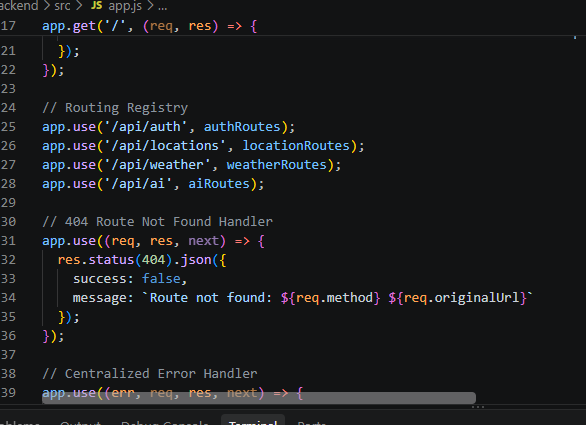 ackend > src > JS app.js > ...
17 app.get('/', (req, res) => {
21 });
22 });
23
24 // Routing Registry
25 app.use('/api/auth', authRoutes);
26 app.use('/api/locations', locationRoutes);
27 app.use('/api/weather', weatherRoutes);
28 app.use('/api/ai', aiRoutes);
29
30 // 404 Route Not Found Handler
31 app.use((req, res, next) => {
32 res.status(404).json({
33 success: false,
34 message: `Route not found: ${req.method} ${req.originalUrl}`
35 });
36 });
37
38 // Centralized Error Handler
39 app.use((err, req, res, next) => {
Output Debug Console Terminal Ports